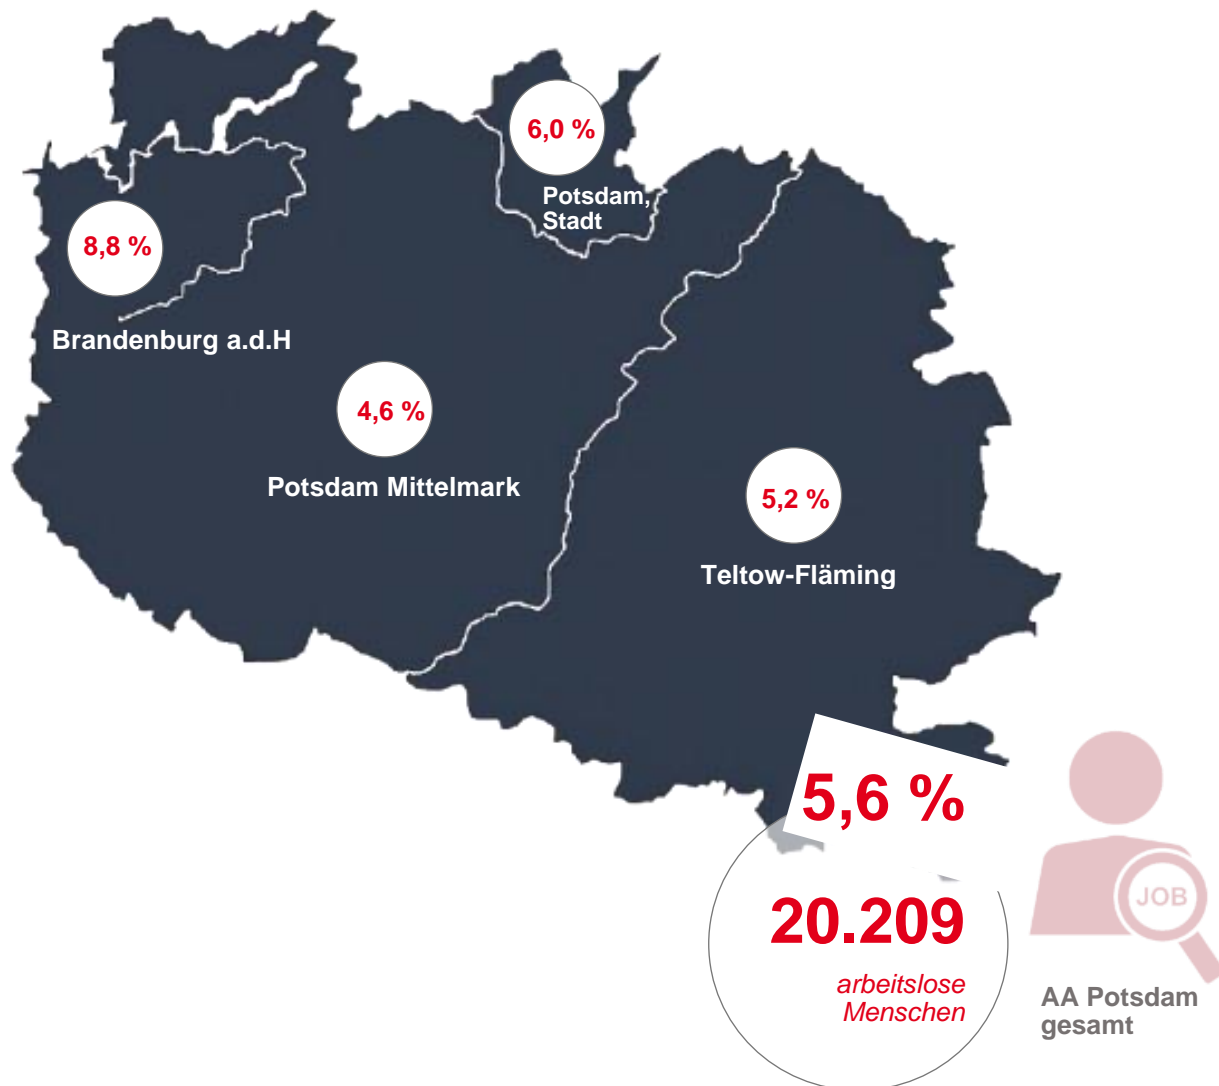 6,0 %
Potsdam,
Stadt
8,8 %
Brandenburg a.d.H
4,6 %
Potsdam Mittelmark
5,2 %
Teltow-Fläming
5,6 %
20.209
arbeitslose
Menschen
JOB
AA Potsdam
gesamt